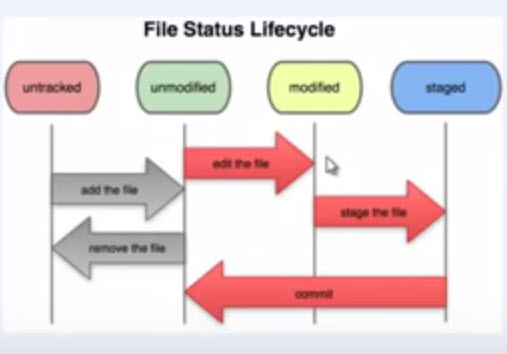 File Status Lifecycle
untracked
unmodified
modified
staged
edit the file
add the file
stage the file
remove the file
commit